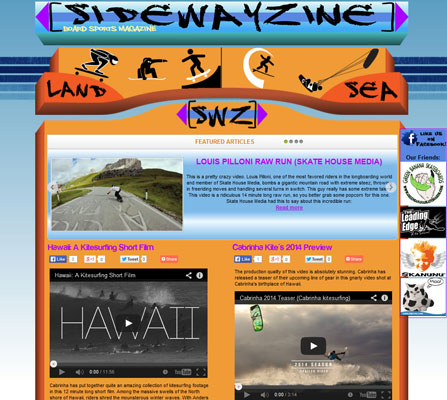 [SIDEWAYZINE]
BOARD SPORTS MAGAZINE
LAND
SEA
[SWZ]
LIKE US
ON
FACEBOOK!
FEATURED ARTICLES
Our Friends:
LOUIS PILLONI RAW RUN (SKATE HOUSE MEDIA)
This is a pretty crazy video. Louis Pilloni, one of the most favored riders in the longboarding world
and member of Skate House Media, bombs a gigantic mountain road with extreme steez, throwing
in freeriding moves and handling several turns in switch. This guy really has some extreme talent.
This video is a ridiculous 14 minute long raw run, so you better grab some popcorn for this one.
Skate House Media had this to say about this incredible run:
Read more
The Leading
Edge
SKANUNU
Hawaii: A Kitesurfing Short Film
Like
Tweet
Share
Cabrinha Kite's 2014 Preview
Like
Tweet
Share
The production quality of this video is absolutely stunning. Cabrinha has
released a teaser of their upcoming line of gear in this gnarly video shot at
Cabrinha's birthplace of Hawaii.
Hawaii: A Kitesurfing Short Film
HAWAII
0:00 / 11:56
YouTube
Cabrinha 2014 Teaser (Cabrinha kitesurfing)
2014 SEASON
0:00 / 3:14
Cabrinha has put together quite an amazing collection of kitesurfing footage
in this 12 minute long short film. Among the massive swells of the North
shore of Hawaii, riders shred the monsterous winter waves. With Anders